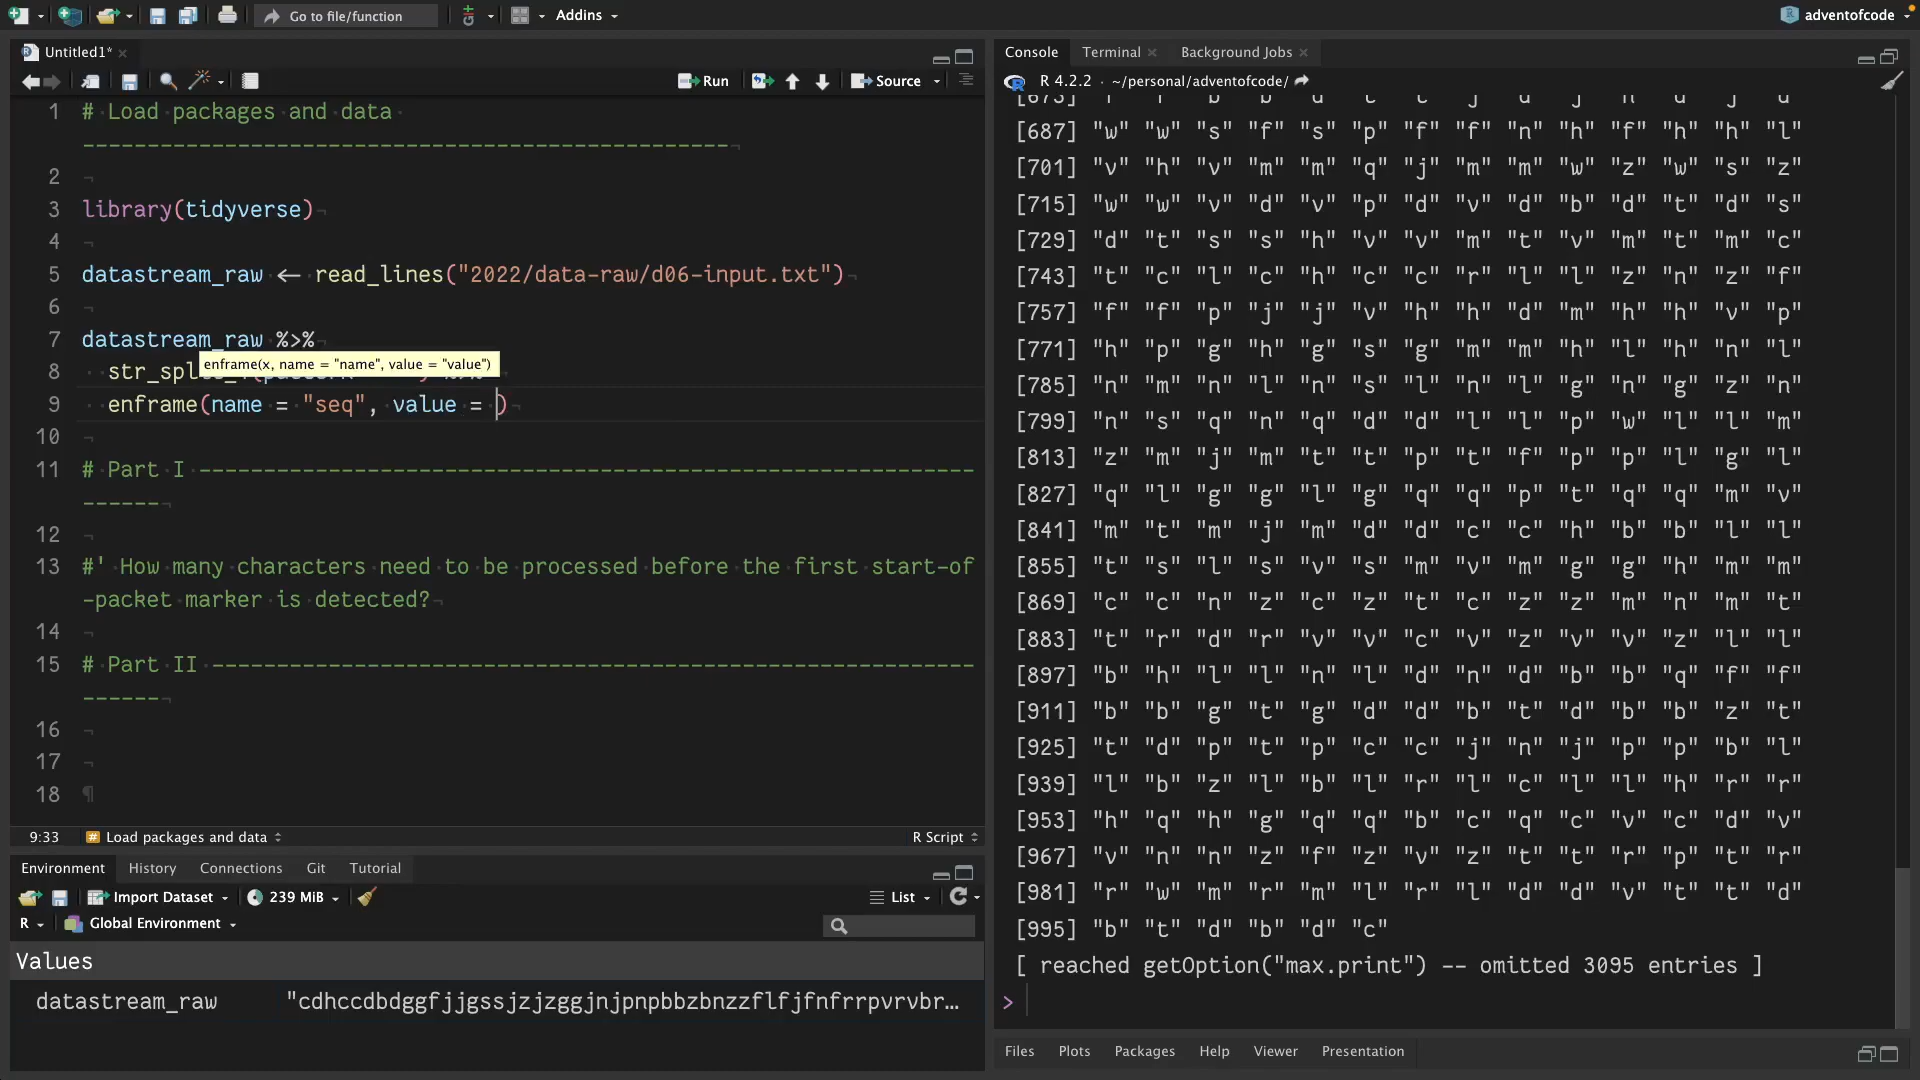 Go to file/function
Addins
adventofcode
Untitled1*
Run
Source
1 # Load packages and data
--------------------------------------------------
2
3 library(tidyverse)
4
5 datastream_raw <- read_lines("2022/data-raw/d06-input.txt")
6
7 datastream_raw %>%
enframe(x, name = "name", value = "value")
8
9 enframe(name = "seq", value = )
10
11 # Part I ------------------------------------------------------------
------
12
13 #' How many characters need to be processed before the first start-of
-packet marker is detected?
14
15 # Part II -----------------------------------------------------------
------
16
17
18
9:33
Load packages and data
R Script
Environment
History
Connections
Git
Tutorial
Import Dataset
239 MiB
List
R
Global Environment
Values
datastream_raw "cdhccdbdggfjjgssjzjzggjnjpnpbbzbnzzflfjfnfrrpvrvbr…
Console
Terminal
Background Jobs
R 4.2.2 · ~/personal/adventofcode/
[687] "w" "w" "s" "f" "s" "p" "f" "f" "n" "h" "f" "h" "h" "l"
[701] "v" "h" "v" "m" "m" "q" "j" "m" "m" "w" "z" "w" "s" "z"
[715] "w" "w" "v" "d" "v" "p" "d" "v" "d" "b" "d" "t" "d" "s"
[729] "d" "t" "s" "s" "h" "v" "v" "m" "t" "v" "m" "t" "m" "c"
[743] "t" "c" "l" "c" "h" "c" "c" "r" "l" "l" "z" "n" "z" "f"
[757] "f" "f" "p" "j" "j" "v" "h" "h" "d" "m" "h" "h" "v" "p"
[771] "h" "p" "g" "h" "g" "s" "g" "m" "m" "h" "l" "h" "n" "l"
[785] "n" "m" "n" "l" "n" "s" "l" "n" "l" "g" "n" "g" "z" "n"
[799] "n" "s" "q" "n" "q" "d" "d" "l" "l" "p" "w" "l" "l" "m"
[813] "z" "m" "j" "m" "t" "t" "p" "t" "f" "p" "p" "l" "g" "l"
[827] "q" "l" "g" "g" "l" "g" "q" "q" "p" "t" "q" "q" "m" "v"
[841] "m" "t" "m" "j" "m" "d" "d" "c" "c" "h" "b" "b" "l" "l"
[855] "t" "s" "l" "s" "v" "s" "m" "v" "m" "g" "g" "h" "m" "m"
[869] "c" "c" "n" "z" "c" "z" "t" "c" "z" "z" "m" "n" "m" "t"
[883] "t" "r" "d" "r" "v" "v" "c" "v" "z" "v" "v" "z" "l" "l"
[897] "b" "h" "l" "l" "n" "l" "d" "n" "d" "b" "b" "q" "f" "f"
[911] "b" "b" "g" "t" "g" "d" "d" "b" "t" "d" "b" "b" "z" "t"
[925] "t" "d" "p" "t" "p" "c" "c" "j" "n" "j" "p" "p" "b" "l"
[939] "l" "b" "z" "l" "b" "l" "r" "l" "c" "l" "l" "h" "r" "r"
[953] "h" "q" "h" "g" "q" "q" "b" "c" "q" "c" "v" "c" "d" "v"
[967] "v" "n" "n" "z" "f" "z" "v" "z" "t" "t" "r" "p" "t" "r"
[981] "r" "w" "m" "r" "m" "l" "r" "l" "d" "d" "v" "t" "t" "d"
[995] "b" "t" "d" "b" "d" "c"
[ reached getOption("max.print") -- omitted 3095 entries ]
>
Files
Plots
Packages
Help
Viewer
Presentation